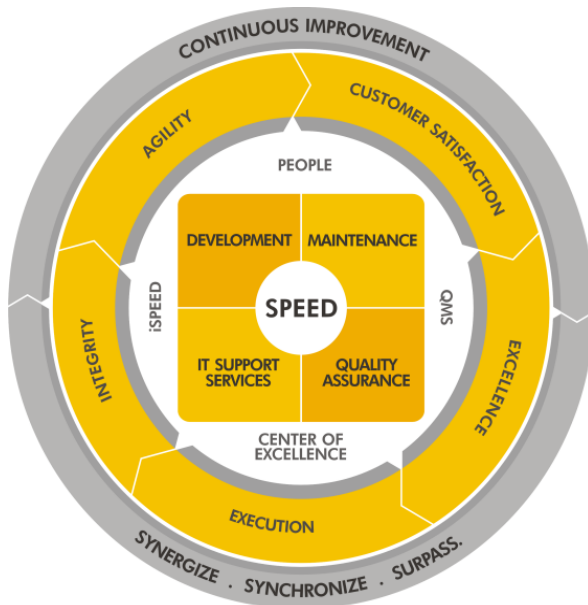 CONTINUOUS IMPROVEMENT
AGILITY
CUSTOMER SATISFACTION
PEOPLE
DEVELOPMENT
MAINTENANCE
iSPEED
SPEED
QMS
INTEGRITY
IT SUPPORT
SERVICES
QUALITY
ASSURANCE
EXCELLENCE
CENTER OF
EXCELLENCE
EXECUTION
SYNERGIZE . SYNCHRONIZE . SURPASS.